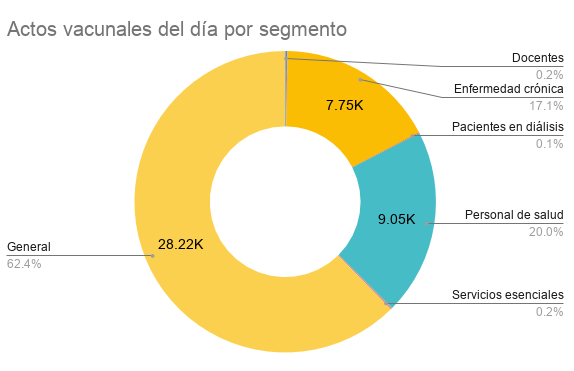 Actos vacunales del día por segmento
Docentes
0.2%
Enfermedad crónica
17.1%
7.75K
Pacientes en diálisis
0.1%
Personal de salud
20.0%
9.05K
General
62.4%
28.22K
Servicios esenciales
0.2%